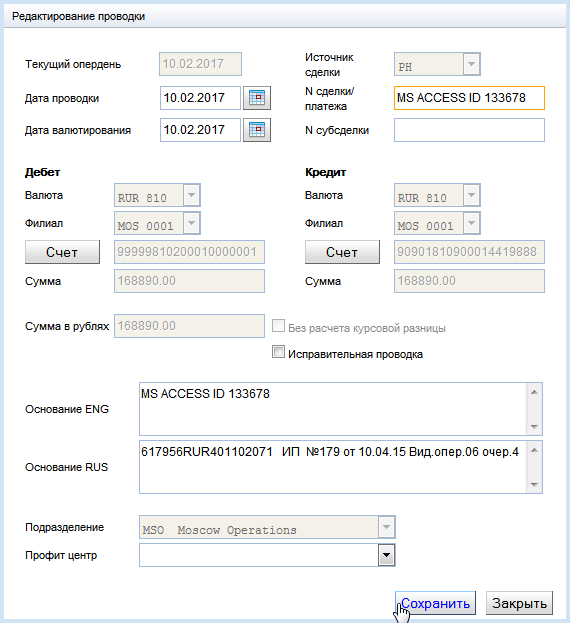 Редактирование проводки
Текущий опердень 10.02.2017 Источник сделки PH
Дата проводки 10.02.2017 N сделки/ платежа MS ACCESS ID 133678
Дата валютирования 10.02.2017 N субсделки
Дебет Кредит
Валюта RUR 810 Валюта RUR 810
Филиал MOS 0001 Филиал MOS 0001
Счет 99999810200010000001 Счет 90901810900014419888
Сумма 168890.00 Сумма 168890.00
Сумма в рублях 168890.00 Без расчета курсовой разницы
Исправительная проводка
Основание ENG MS ACCESS ID 133678
Основание RUS 617956RUR401102071 ИП №179 от 10.04.15 Вид.опер.06 очер.4
Подразделение MSO Moscow Operations
Профит центр
Сохранить Закрыть